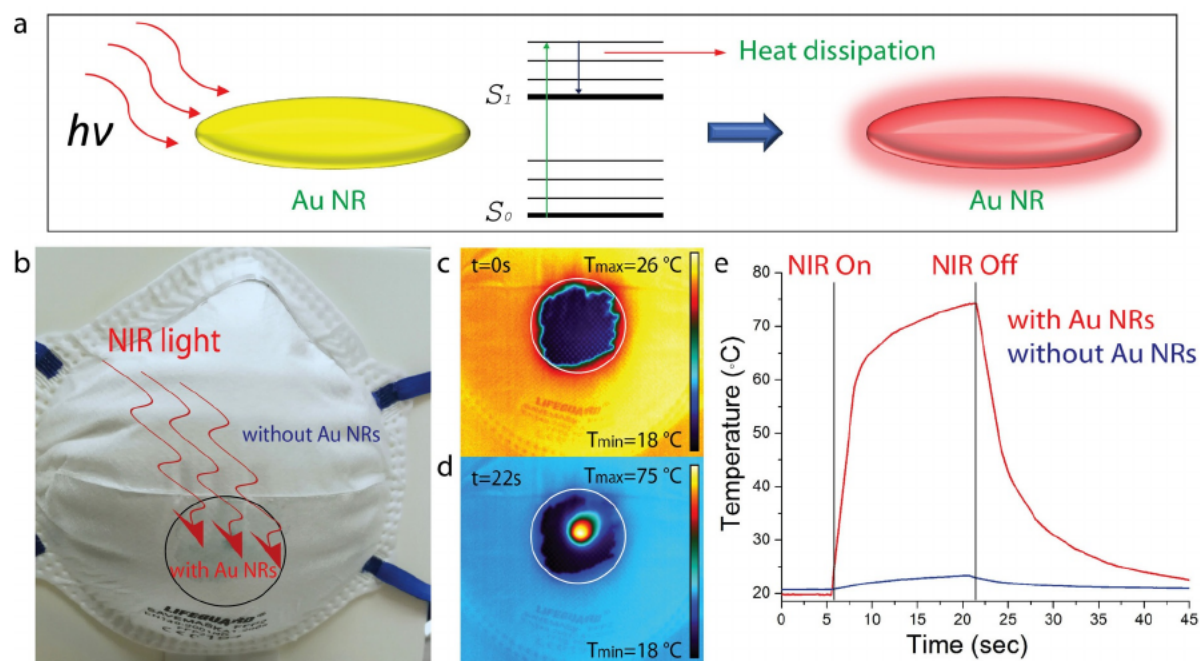 a
hν
Au NR
S₁
S₀
Heat dissipation
Au NR
b
NIR light
without Au NRs
with Au NRs
LIFEGUARD®
c
t=0s
Tmax=26 °C
LIFEGUARD®
Tmin=18 °C
d
t=22s
Tmax=75 °C
Tmin=18 °C
e
NIR On
NIR Off
with Au NRs
without Au NRs
Temperature (°C)
80
70
60
50
40
30
20
0
5
10
15
20
25
30
35
40
45
Time (sec)